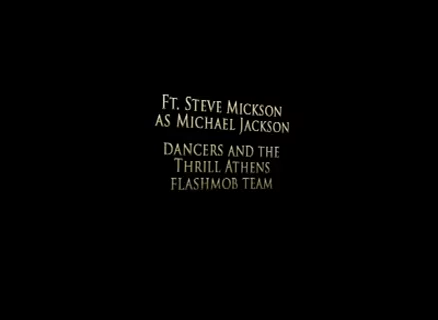 Ft. Steve Mickson
as Michael Jackson
Dancers and the
Thrill Athens
flashmob team